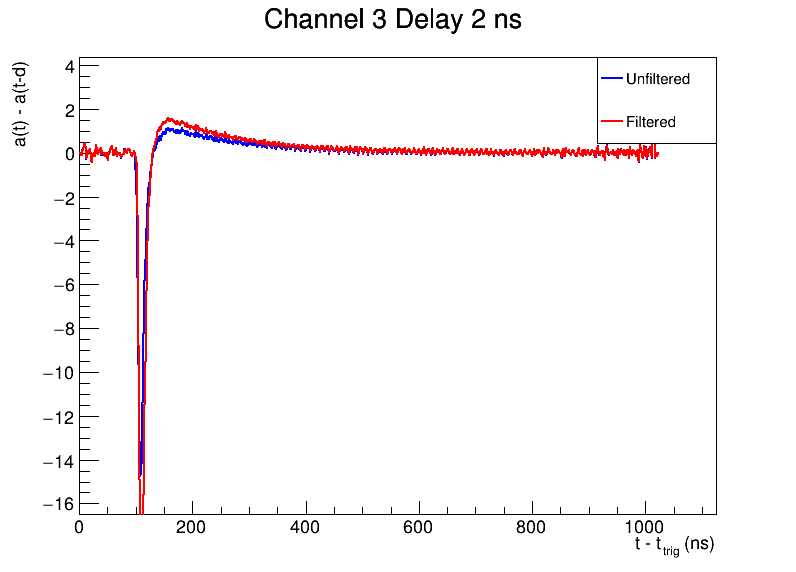 Channel 3 Delay 2 ns
a(t) - a(t-d)
4
2
0
−2
−4
−6
−8
−10
−12
−14
−16
0 200 400 600 800 1000
t - t_trig (ns)
Unfiltered
Filtered